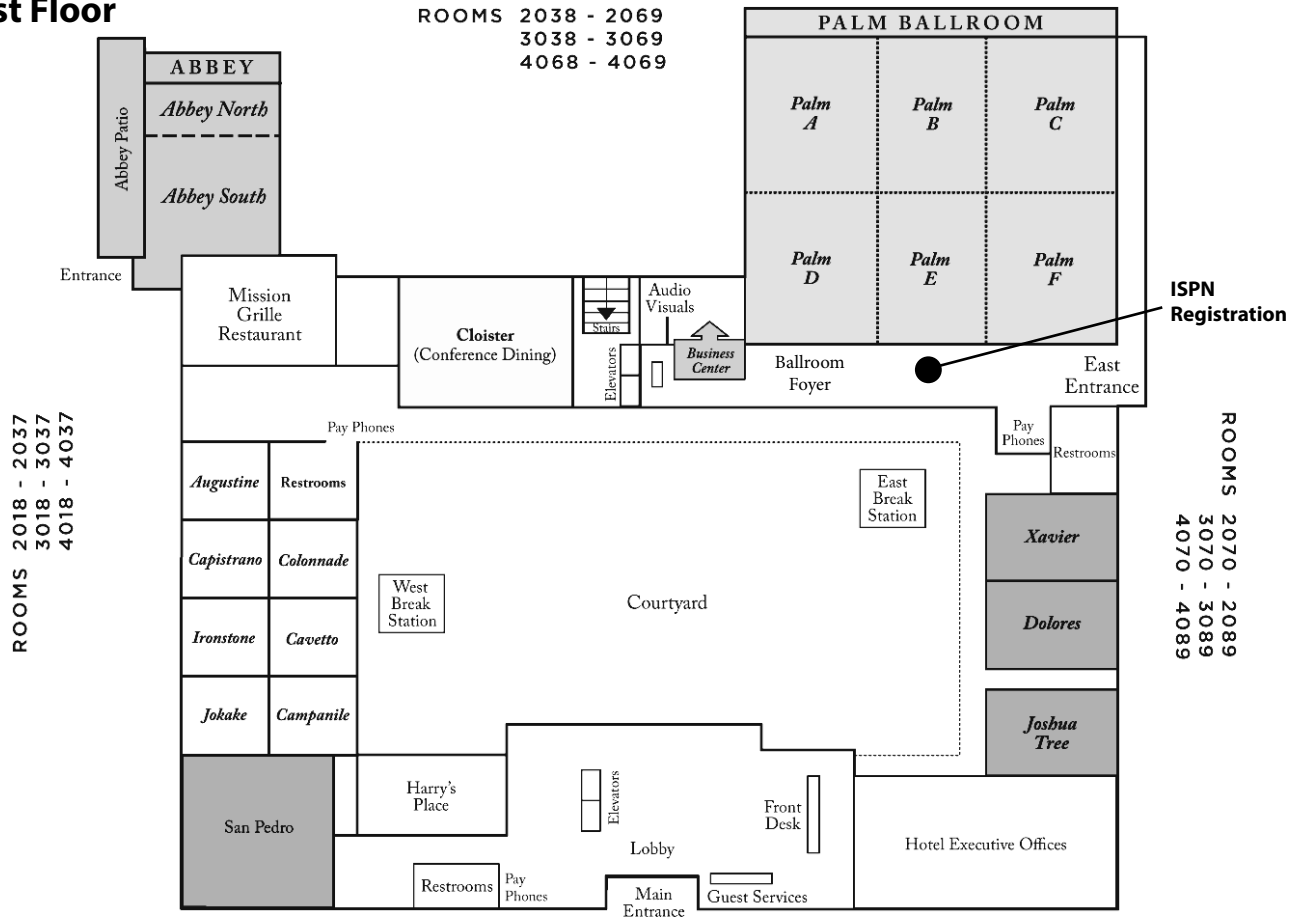 st Floor
ROOMS 2038 - 2069
3038 - 3069
4068 - 4069
PALM BALLROOM
ABBEY
Abbey North
Abbey South
Abbey Patio
Entrance
Palm
A
Palm
B
Palm
C
Palm
D
Palm
E
Palm
F
ISPN
Registration
Mission
Grille
Restaurant
Cloister
(Conference Dining)
Stairs
Audio
Visuals
Elevators
Business
Center
Ballroom
Foyer
East
Entrance
ROOMS 2018 - 2037
3018 - 3037
4018 - 4037
Pay Phones
Pay
Phones
Restrooms
ROOMS 2070 - 2089
3070 - 3089
4070 - 4089
Augustine
Restrooms
East
Break
Station
Capistrano
Colonnade
Xavier
West
Break
Station
Courtyard
Ironstone
Cavetto
Dolores
Jokake
Campanile
Joshua
Tree
San Pedro
Harry's
Place
Elevators
Front
Desk
Lobby
Hotel Executive Offices
Restrooms
Pay
Phones
Main
Entrance
Guest Services